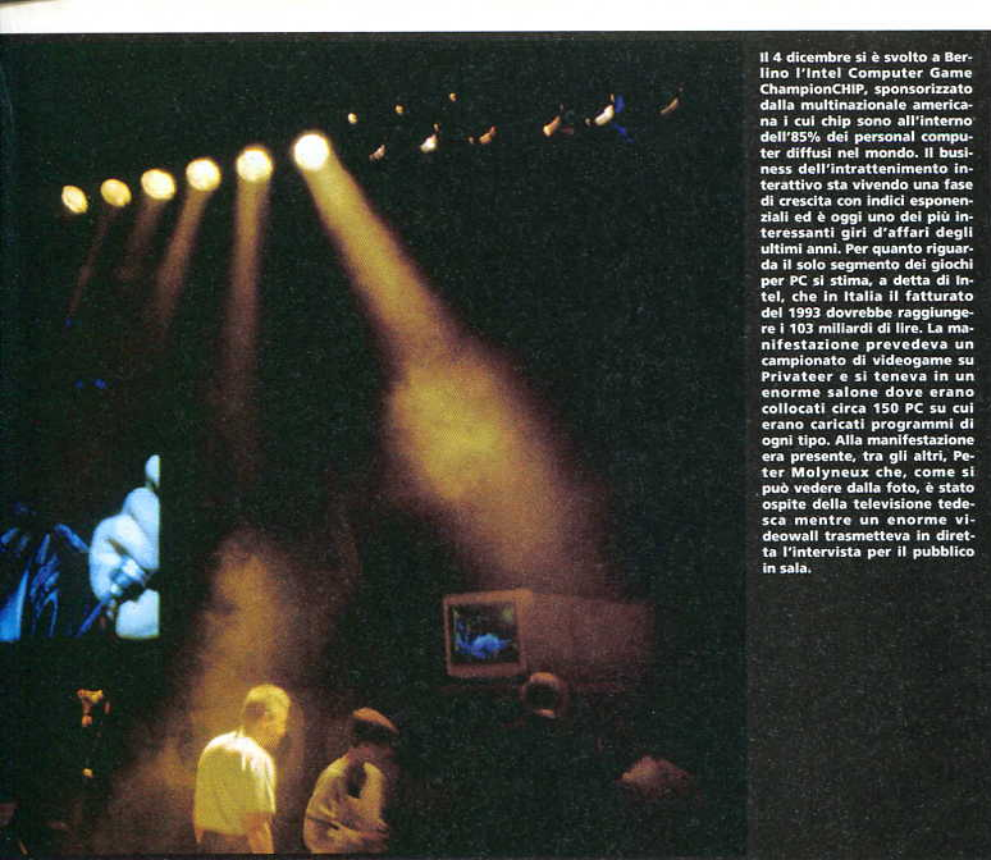 Il 4 dicembre si è svolto a Ber-
lino l'Intel Computer Game
ChampionCHIP, sponsorizzato
dalla multinazionale america-
na i cui chip sono all'interno
dell'85% dei personal compu-
ter diffusi nel mondo. Il busi-
ness dell'intrattenimento in-
terattivo sta vivendo una fase
di crescita con indici esponen-
ziali ed è oggi uno dei più in-
teressanti giri d'affari degli
ultimi anni. Per quanto riguar-
da il solo segmento dei giochi
per PC si stima, a detta di In-
tel, che in Italia il fatturato
del 1993 dovrebbe raggiunge-
re i 103 miliardi di lire. La ma-
nifestazione prevedeva un
campionato di videogame su
Privateer e si teneva in un
enorme salone dove erano
collocati circa 150 PC su cui
erano caricati programmi di
ogni tipo. Alla manifestazione
era presente, tra gli altri, Pe-
ter Molyneux che, come si
può vedere dalla foto, è stato
ospite della televisione tede-
sca mentre un enorme vi-
deowall trasmetteva in diret-
ta l'intervista per il pubblico
in sala.